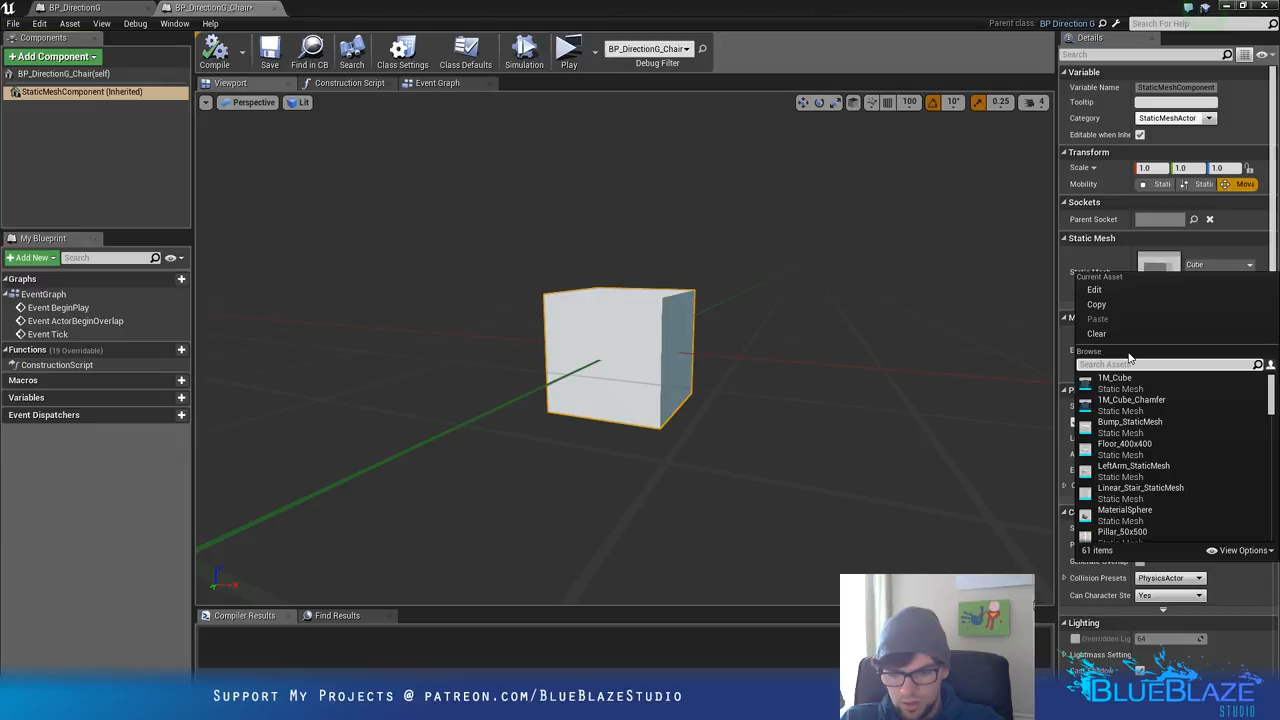 BP_DirectionG
BP_DirectionG_Chair*
File
Edit
Asset
View
Debug
Window
Help
Parent class: BP Direction G
Search For Help
Components
+ Add Component
BP_DirectionG_Chair(self)
StaticMeshComponent (Inherited)
My Blueprint
+ Add New
Search
Graphs
EventGraph
Event BeginPlay
Event ActorBeginOverlap
Event Tick
Functions (19 Overridable)
ConstructionScript
Macros
Variables
Event Dispatchers
Compile
Save
Find in CB
Search
Class Settings
Class Defaults
Simulation
Play
BP_DirectionG_Chair
Debug Filter
Viewport
Construction Script
Event Graph
Perspective
Lit
100
10°
0.25
4
Compiler Results
Find Results
Details
Search
Variable
Variable Name
StaticMeshComponent
Tooltip
Category
StaticMeshActor
Editable when Inhe
Transform
Scale
1.0
1.0
1.0
Mobility
Stati
Static
Mova
Sockets
Parent Socket
Static Mesh
Cube
Current Asset
Edit
Copy
Paste
Clear
Browse
Search Assets
1M_Cube
Static Mesh
1M_Cube_Chamfer
Static Mesh
Bump_StaticMesh
Static Mesh
Floor_400x400
Static Mesh
LeftArm_StaticMesh
Static Mesh
Linear_Stair_StaticMesh
Static Mesh
MaterialSphere
Static Mesh
Pillar_50x500
61 items
View Options
Collision Presets
PhysicsActor
Can Character Ste
Yes
Lighting
Overridden Lig
64
Lightmass Setting
Support My Projects @ patreon.com/BlueBlazeStudio
BLUEBLAZE
STUDIO